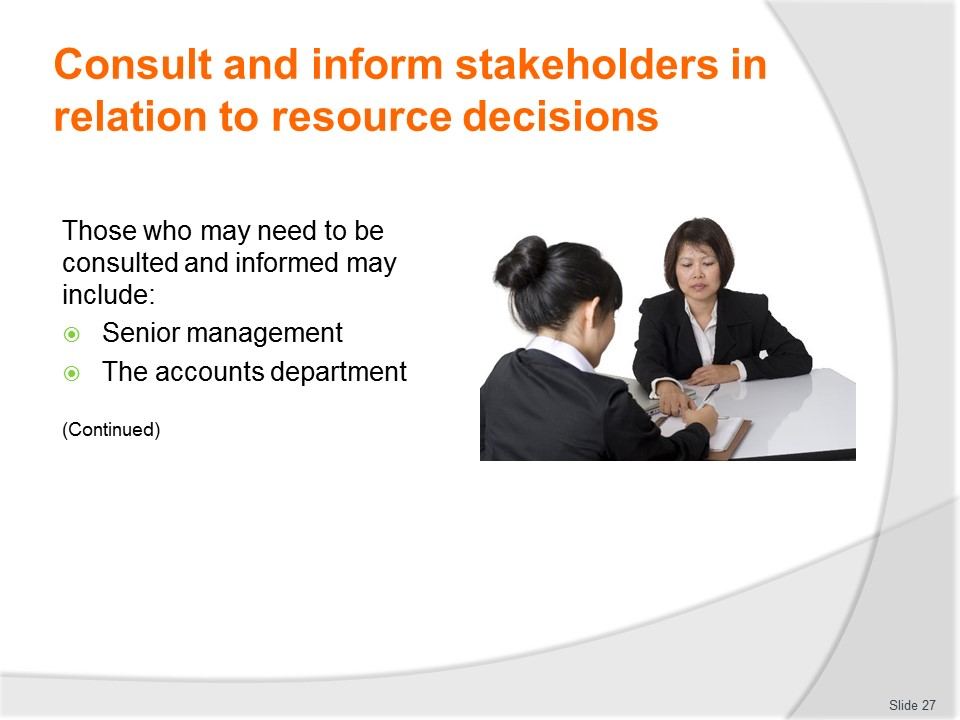 Consult and inform stakeholders in
relation to resource decisions
Those who may need to be
consulted and informed may
include:
Senior management
The accounts department
(Continued)
Slide 27